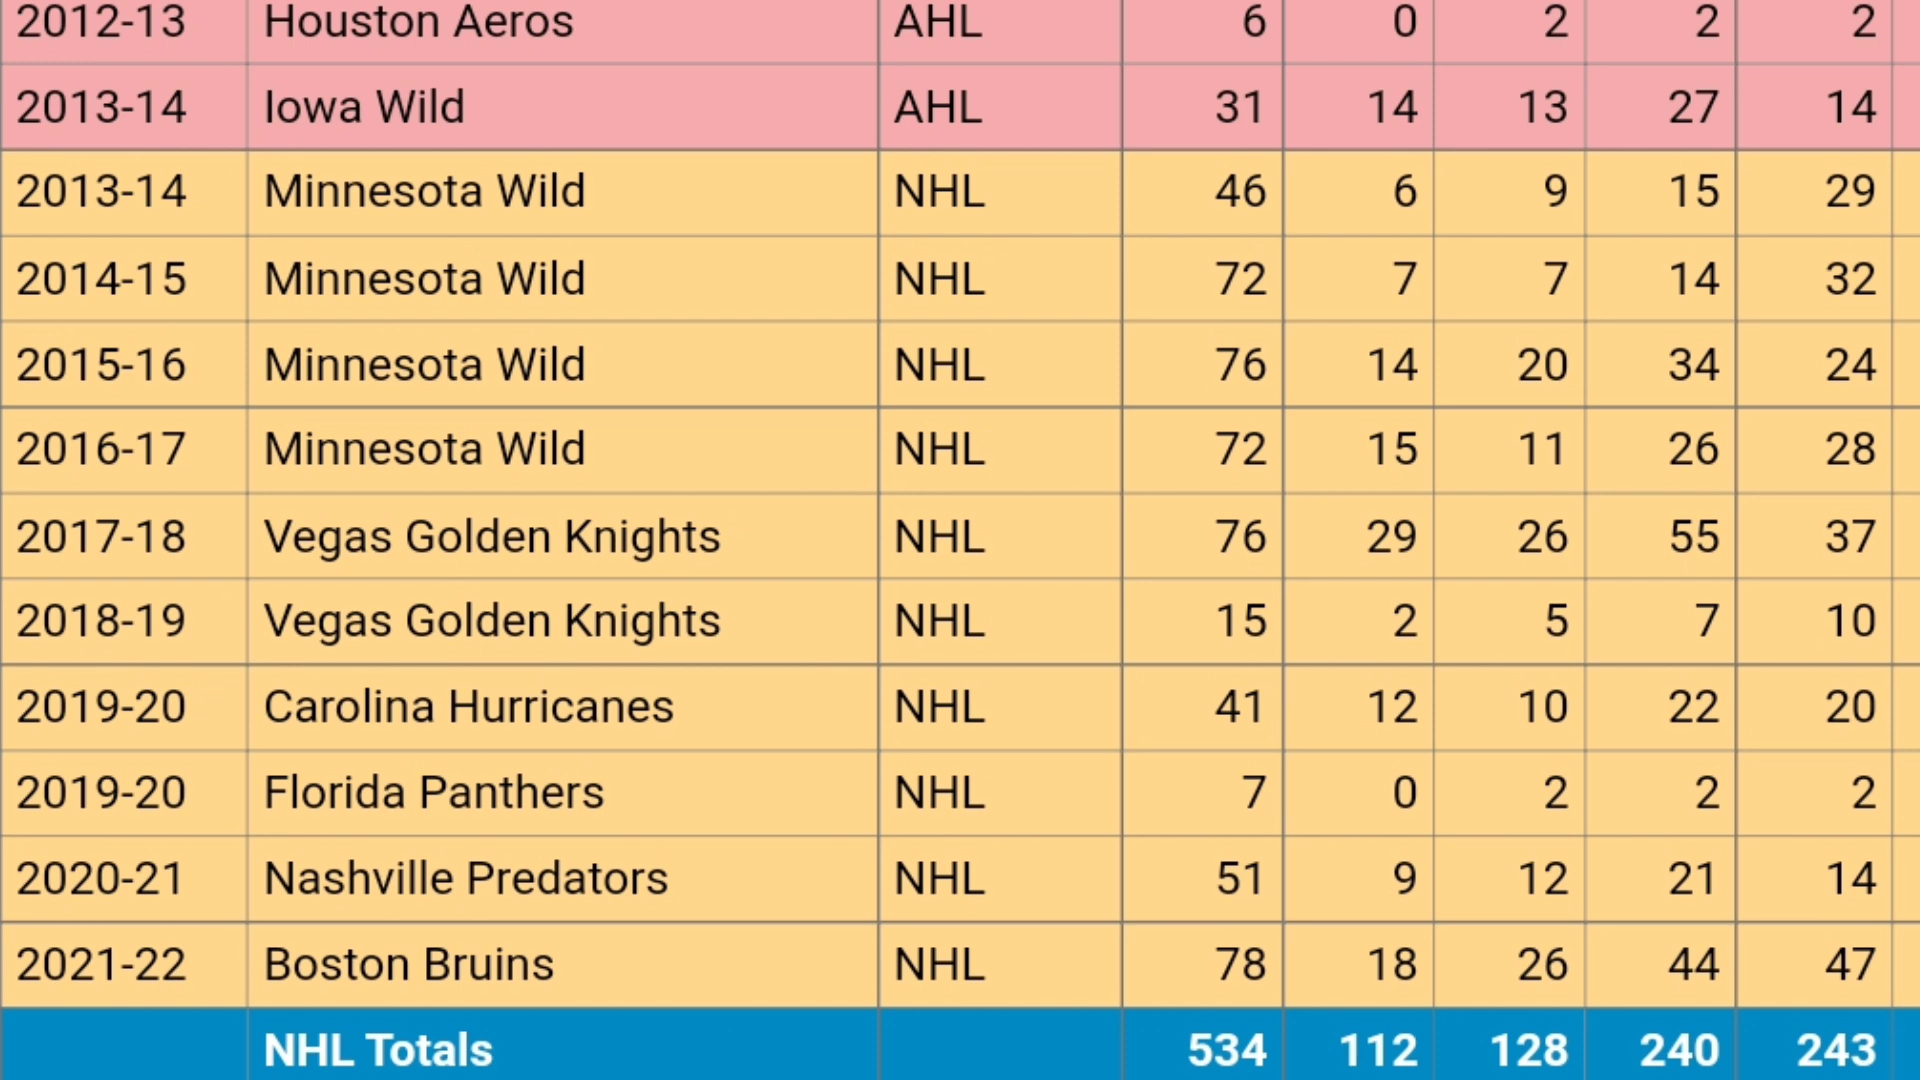 2012-13 Houston Aeros AHL 6 0 2 2 2
2013-14 Iowa Wild AHL 31 14 13 27 14
2013-14 Minnesota Wild NHL 46 6 9 15 29
2014-15 Minnesota Wild NHL 72 7 7 14 32
2015-16 Minnesota Wild NHL 76 14 20 34 24
2016-17 Minnesota Wild NHL 72 15 11 26 28
2017-18 Vegas Golden Knights NHL 76 29 26 55 37
2018-19 Vegas Golden Knights NHL 15 2 5 7 10
2019-20 Carolina Hurricanes NHL 41 12 10 22 20
2019-20 Florida Panthers NHL 7 0 2 2 2
2020-21 Nashville Predators NHL 51 9 12 21 14
2021-22 Boston Bruins NHL 78 18 26 44 47
NHL Totals 534 112 128 240 243